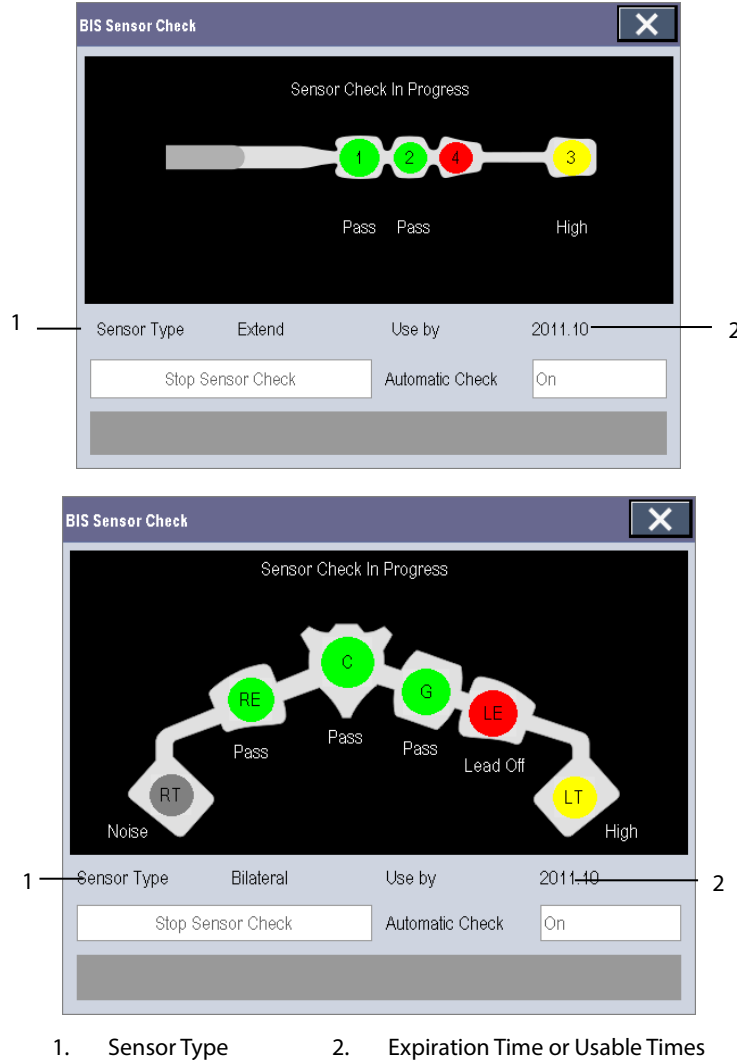 BIS Sensor Check
Sensor Check In Progress
1 2 4 3
Pass Pass High
1 Sensor Type Extend Use by 2011.10 2
Stop Sensor Check Automatic Check On
BIS Sensor Check
Sensor Check In Progress
C
RE G LE
Pass Pass Pass Lead Off
RT LT
Noise High
1 Sensor Type Bilateral Use by 2011.10 2
Stop Sensor Check Automatic Check On
1. Sensor Type 2. Expiration Time or Usable Times